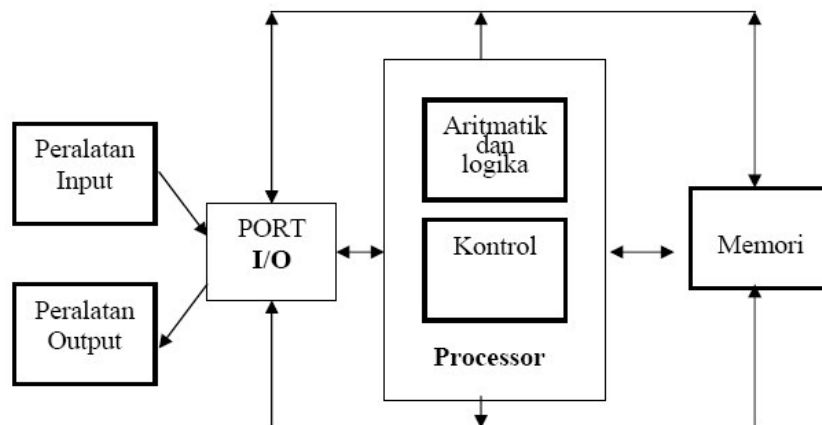 Peralatan
Input
Peralatan
Output
PORT
I/O
Aritmatik
dan
logika
Kontrol
Processor
Memori